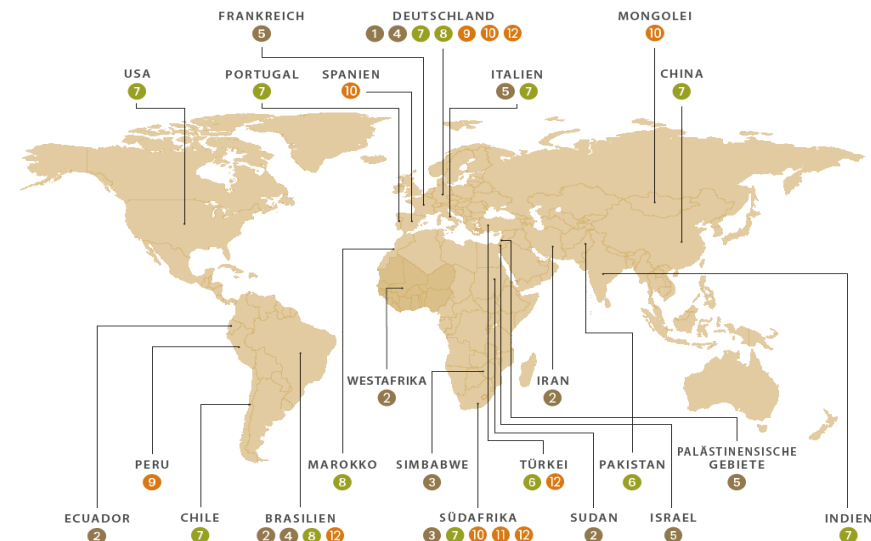 FRANKREICH
5
DEUTSCHLAND
1 4 7 8 9 10 12
MONGOLEI
10
USA
7
PORTUGAL
7
SPANIEN
10
ITALIEN
5 7
CHINA
7
WESTAFRIKA
2
IRAN
2
PERU
9
MAROKKO
8
SIMBABWE
3
TÜRKEI
6 12
PAKISTAN
6
PALÄSTINENSISCHE
GEBIETE
5
ECUADOR
2
CHILE
7
BRASILIEN
2 4 8 12
SÜDAFRIKA
3 7 10 11 12
SUDAN
2
ISRAEL
5
INDIEN
7